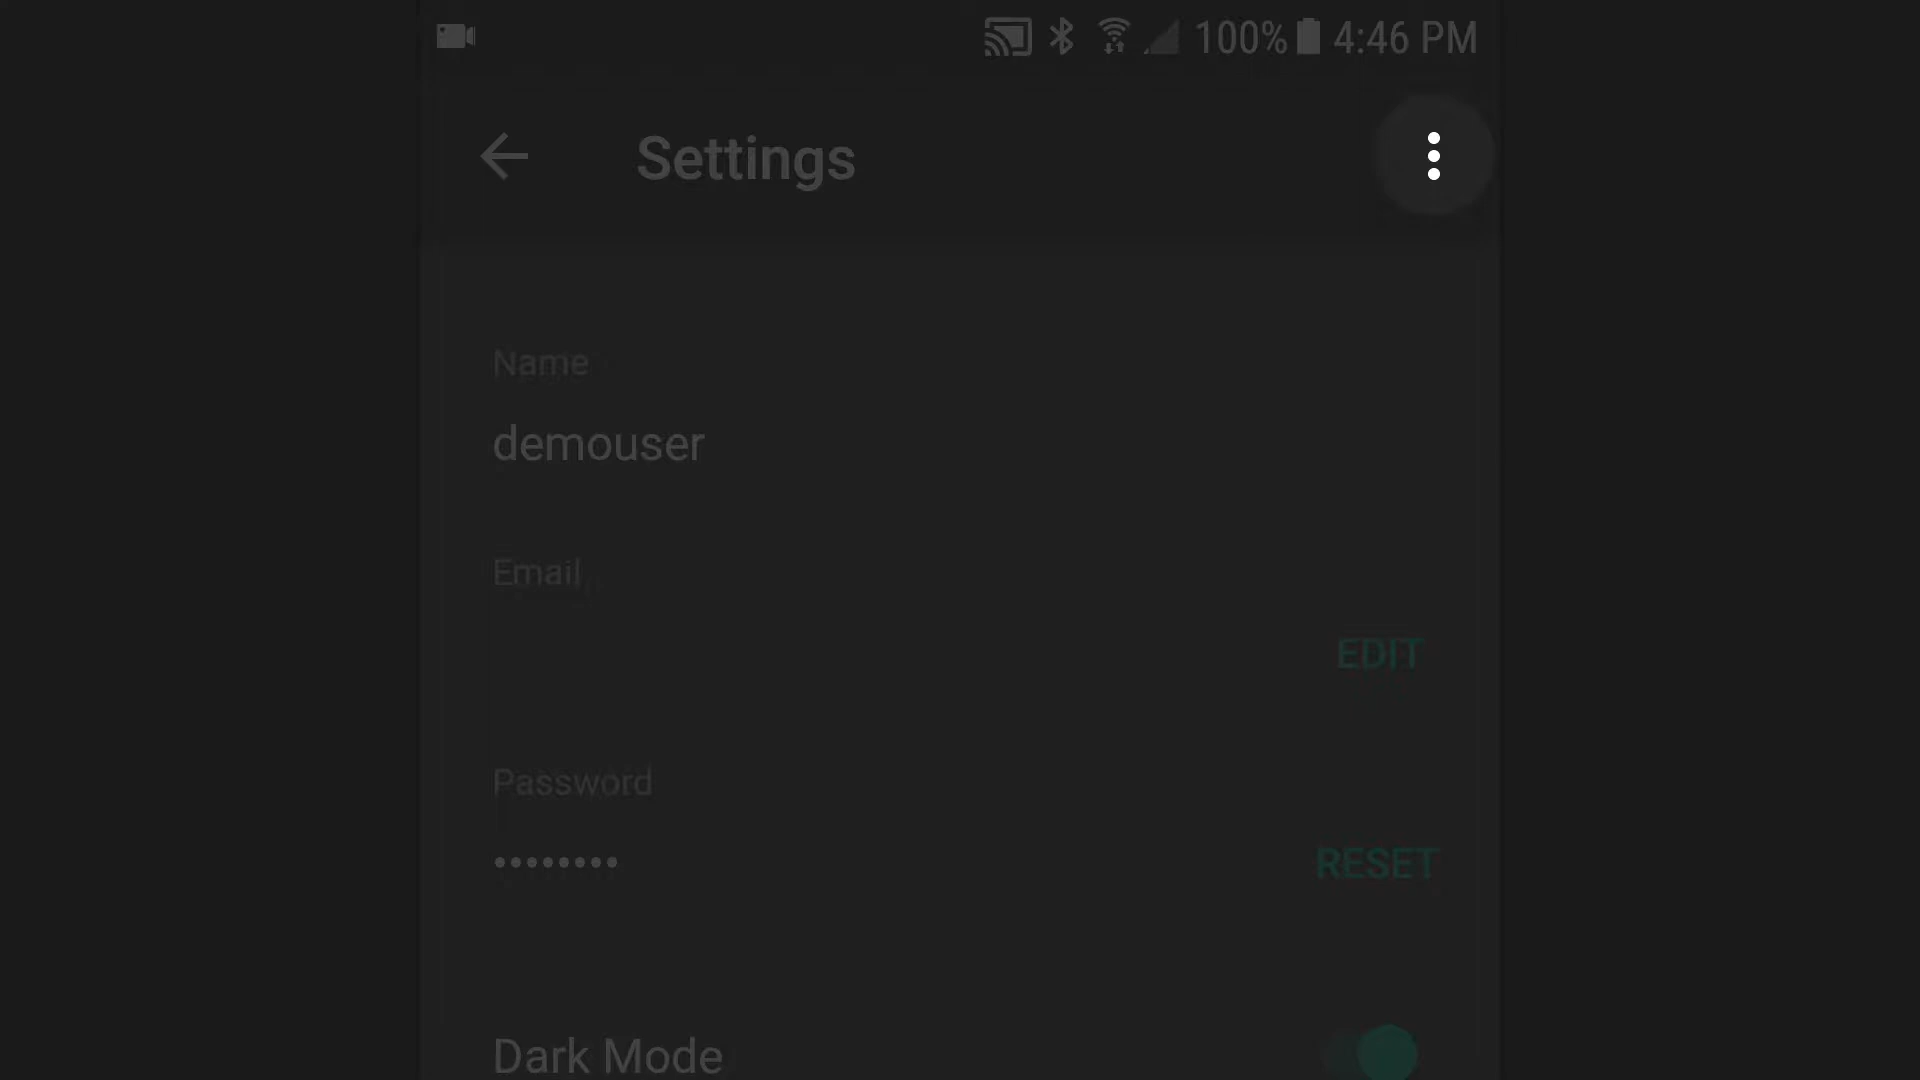 100% 4:46 PM
Settings
Name
demouser
Email
EDIT
Password
••••••••
RESET
Dark Mode